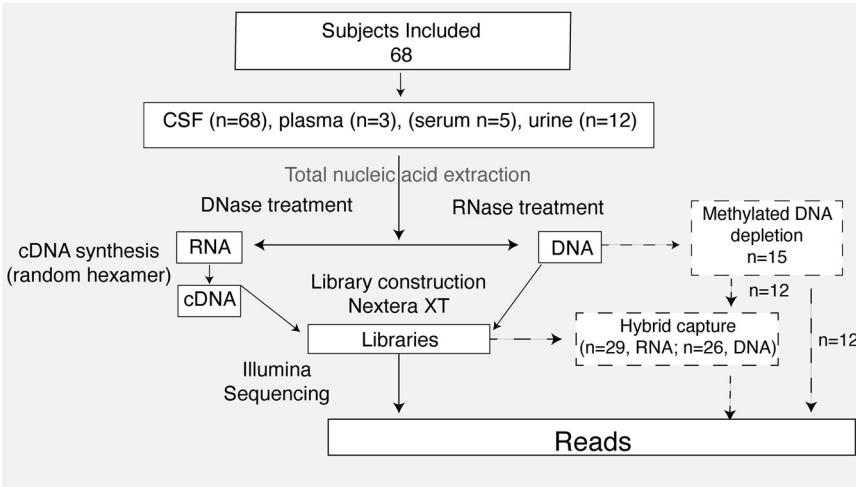 Subjects Included
68
CSF (n=68), plasma (n=3), (serum n=5), urine (n=12)
Total nucleic acid extraction
DNase treatment
RNase treatment
Methylated DNA
depletion
n=15
cDNA synthesis
(random hexamer)
RNA
DNA
cDNA
Library construction
Nextera XT
n=12
Libraries
Hybrid capture
(n=29, RNA; n=26, DNA)
n=12
Illumina
Sequencing
Reads